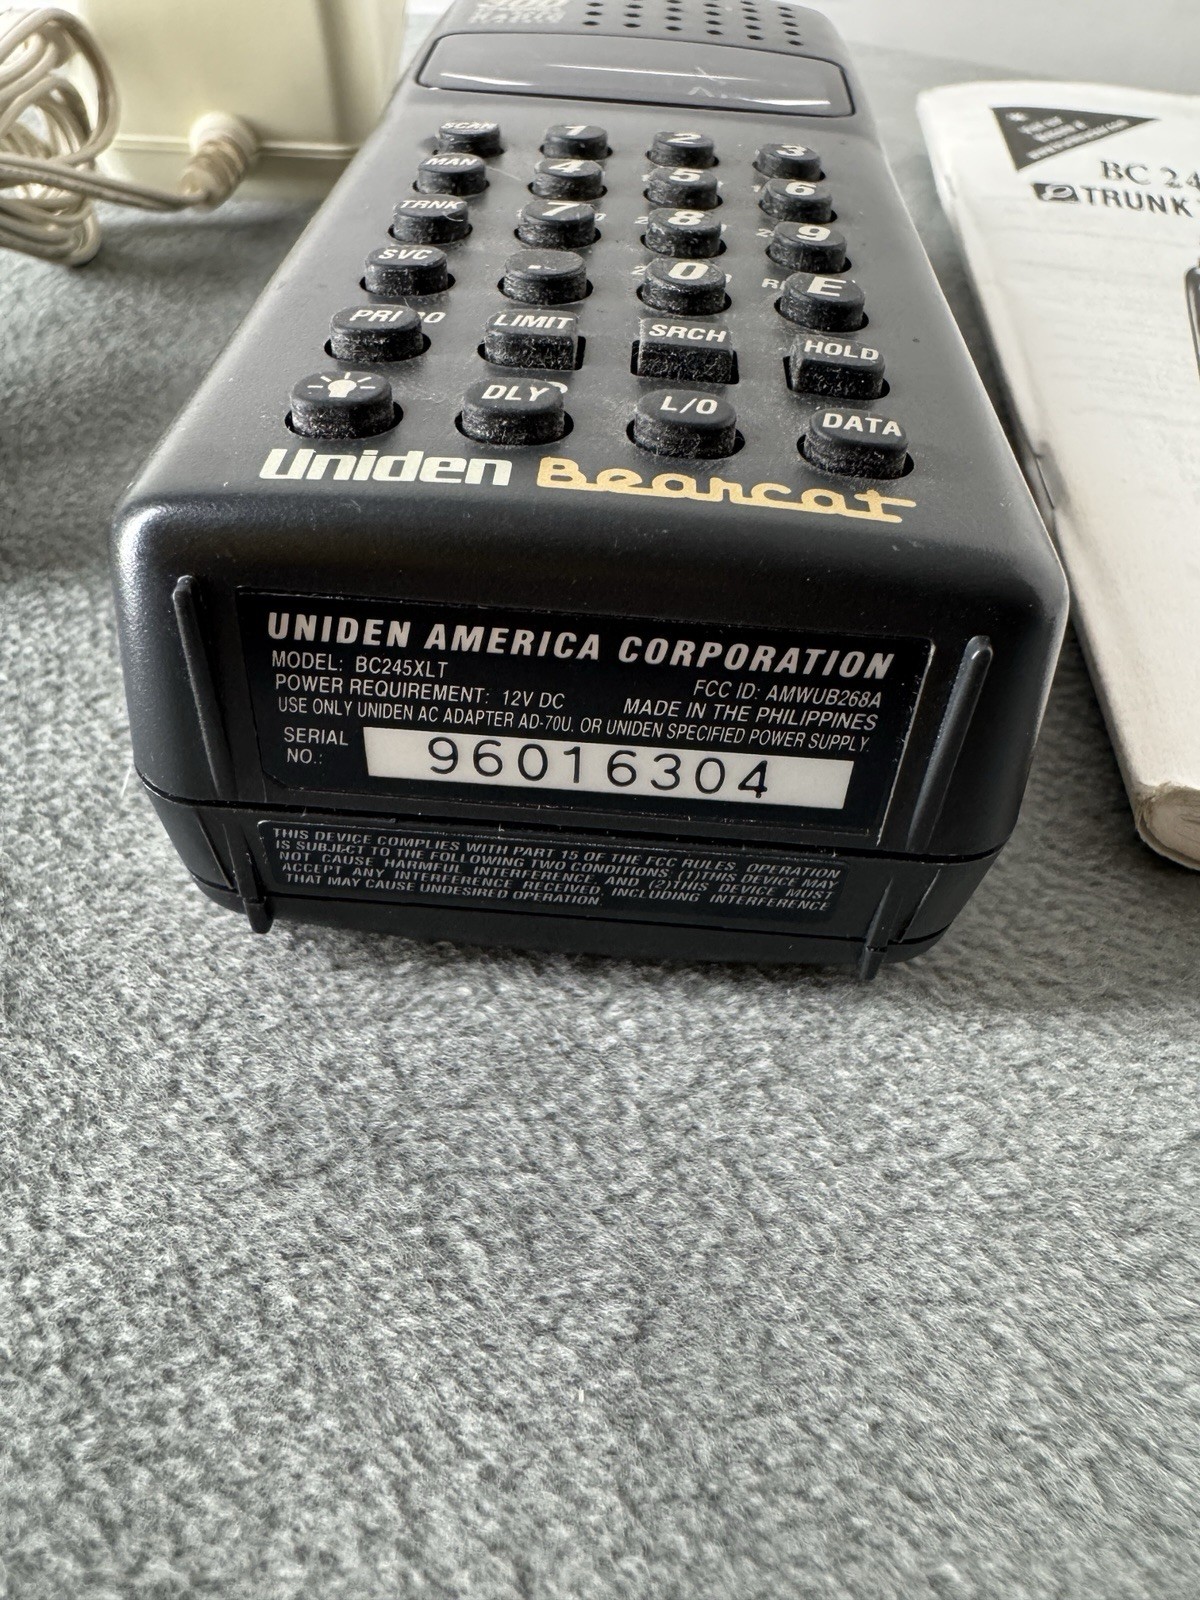 300
SCAN 1 2 3
MAN 4 5 6
TRNK 7 8 9
SVC . 0 E
PRI LIMIT SRCH HOLD
DLY L/O DATA
Uniden Bearcat
UNIDEN AMERICA CORPORATION
MODEL: BC245XLT
FCC ID: AMWUB268A
POWER REQUIREMENT: 12V DC
MADE IN THE PHILIPPINES
USE ONLY UNIDEN AC ADAPTER AD-70U. OR UNIDEN SPECIFIED POWER SUPPLY.
SERIAL
NO.:
96016304
THIS DEVICE COMPLIES WITH PART 15 OF THE FCC RULES. OPERATION
IS SUBJECT TO THE FOLLOWING TWO CONDITIONS: (1)THIS DEVICE MAY
NOT CAUSE HARMFUL INTERFERENCE, AND (2)THIS DEVICE MUST
ACCEPT ANY INTERFERENCE RECEIVED, INCLUDING INTERFERENCE
THAT MAY CAUSE UNDESIRED OPERATION.
BC 24
TRUNK